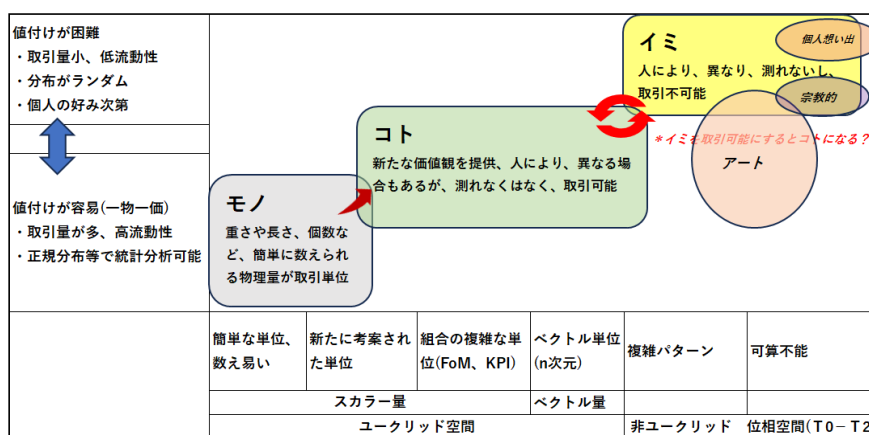 値付けが困難
・取引量小、低流動性
・分布がランダム
・個人の好み次第
値付けが容易(一物一価)
・取引量が多、高流動性
・正規分布等で統計分析可能
モノ
重さや長さ、個数な
ど、簡単に数えられ
る物理量が取引単位
コト
新たな価値観を提供、人により、異なる場
合もあるが、測れなくはなく、取引可能
イミ
人により、異なり、測れないし、
取引不可能
個人想い出
宗教的
*イミを取引可能にするとコトになる?
アート
簡単な単位、
数え易い
新たに考案され
た単位
組合の複雑な単
位(FoM、KPI)
ベクトル単位
(n次元)
複雑パターン
可算不能
スカラー量
ベクトル量
ユークリッド空間
非ユークリッド 位相空間(T0-T2